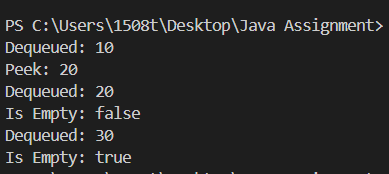 PS C:\Users\1508t\Desktop\Java Assignment>
Dequeued: 10
Peek: 20
Dequeued: 20
Is Empty: false
Dequeued: 30
Is Empty: true